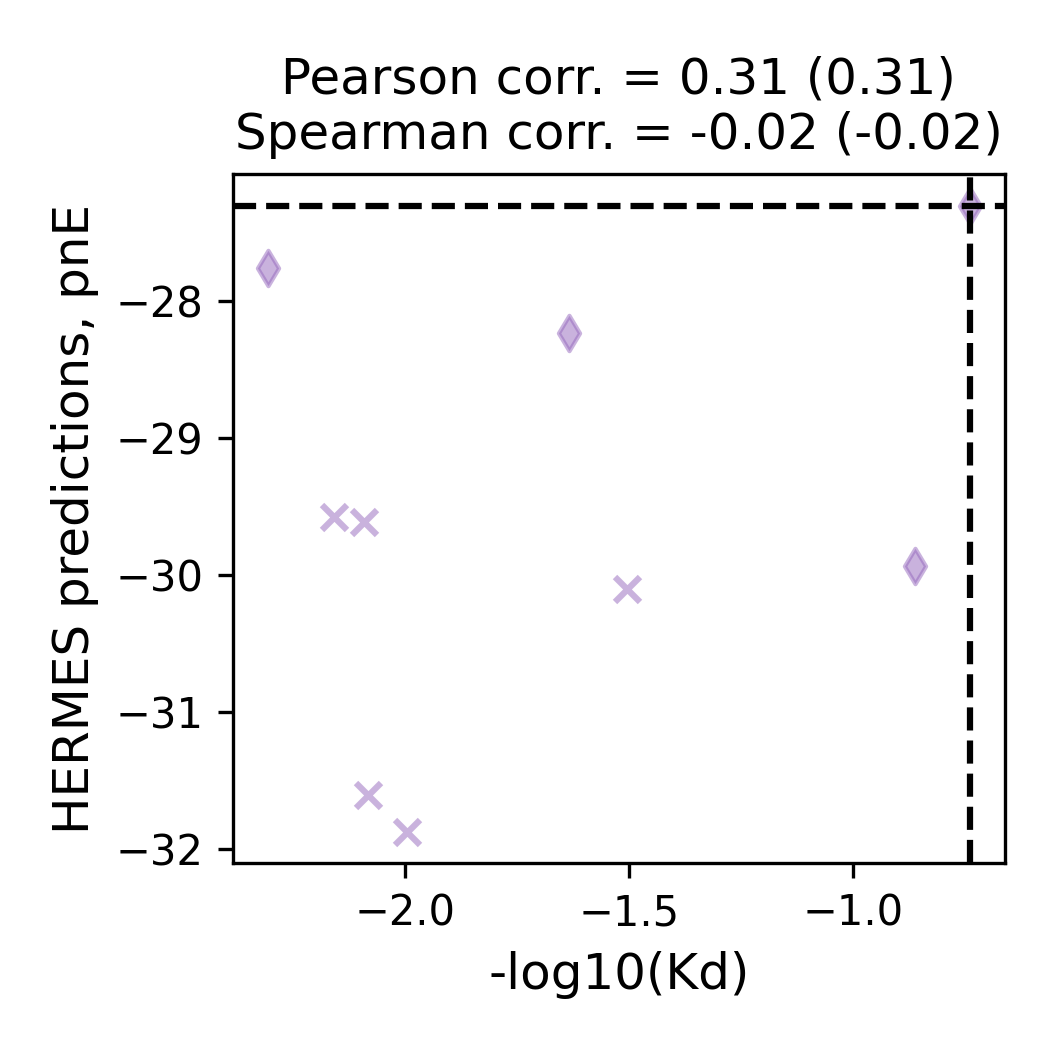 Pearson corr. = 0.31 (0.31)
Spearman corr. = -0.02 (-0.02)
HERMES predictions, pnE
−28
−29
−30
−31
−32
−2.0
−1.5
−1.0
-log10(Kd)